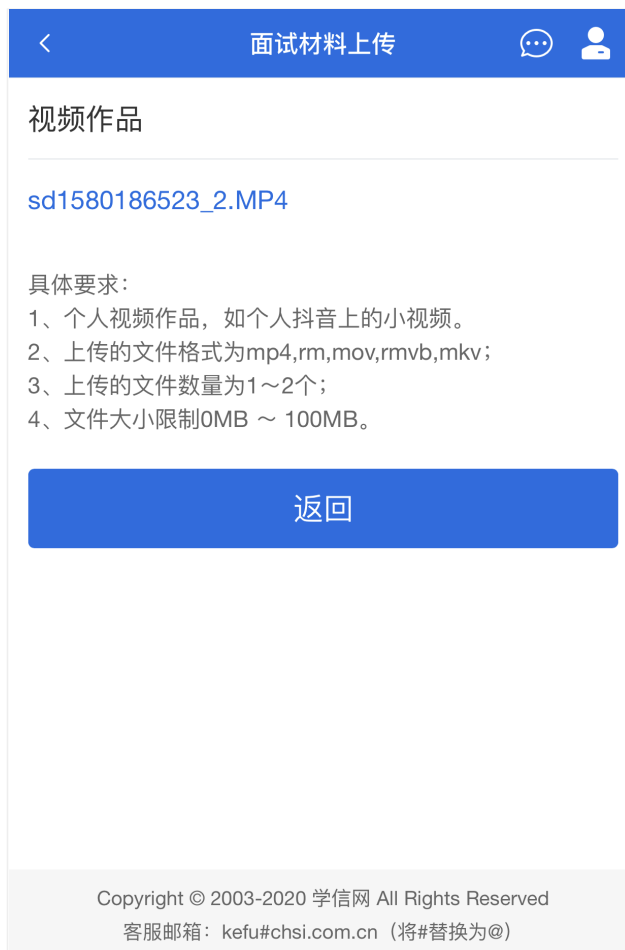 面试材料上传
视频作品
sd1580186523_2.MP4
具体要求：
1、个人视频作品，如个人抖音上的小视频。
2、上传的文件格式为mp4,rm,mov,rmvb,mkv；
3、上传的文件数量为1～2个；
4、文件大小限制0MB ～ 100MB。
返回
Copyright © 2003-2020 学信网 All Rights Reserved
客服邮箱：kefu#chsi.com.cn（将#替换为@）